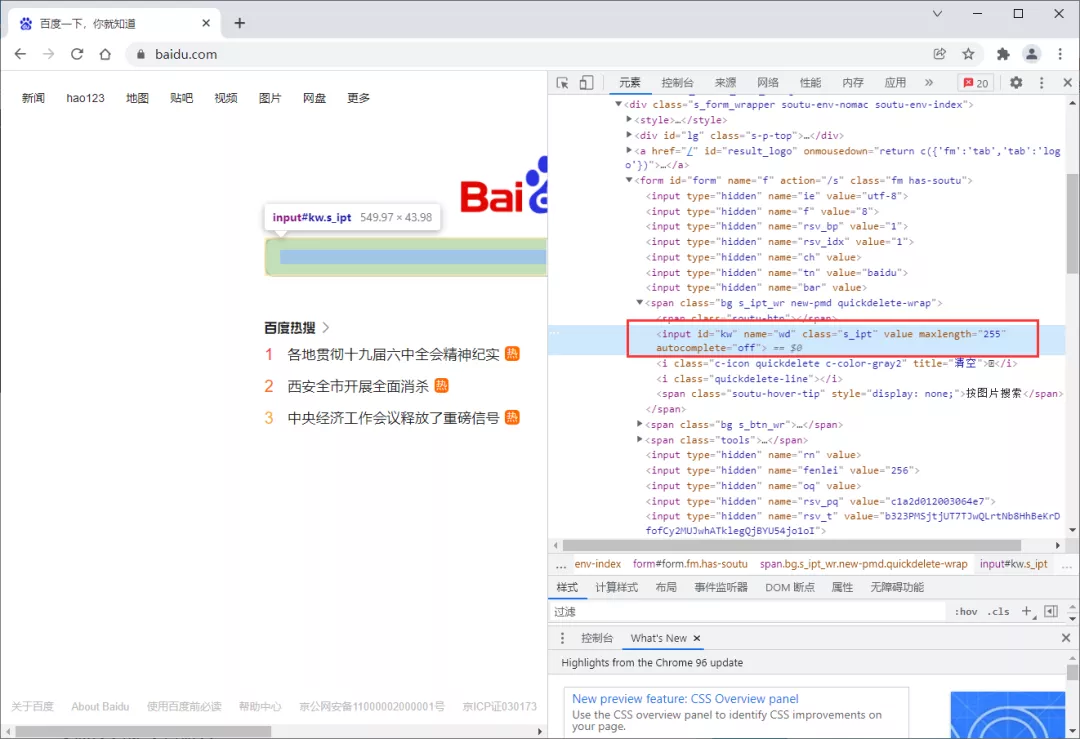 百度一下，你就知道
baidu.com
新闻 hao123 地图 贴吧 视频 图片 网盘 更多
Bai
input#kw.s_ipt 549.97 × 43.98
百度热搜
1 各地贯彻十九届六中全会精神纪实 热
2 西安全市开展全面消杀 热
3 中央经济工作会议释放了重磅信号 热
关于百度 About Baidu 使用百度前必读 帮助中心 京公网安备11000002000001号 京ICP证030173
元素 控制台 来源 网络 性能 内存 应用 » 20
▼<div class="s_form_wrapper soutu-env-nomac soutu-env-index">
▶<style>…</style>
▶<div id="lg" class="s-p-top">…</div>
▶<a href="/" id="result_logo" onmousedown="return c({'fm':'tab','tab':'log
o'})">…</a>
▼<form id="form" name="f" action="/s" class="fm has-soutu">
<input type="hidden" name="ie" value="utf-8">
<input type="hidden" name="f" value="8">
<input type="hidden" name="rsv_bp" value="1">
<input type="hidden" name="rsv_idx" value="1">
<input type="hidden" name="ch" value>
<input type="hidden" name="tn" value="baidu">
<input type="hidden" name="bar" value>
▼<span class="bg s_ipt_wr new-pmd quickdelete-wrap">
<span class="soutu-btn"></span>
<input id="kw" name="wd" class="s_ipt" value maxlength="255"
autocomplete="off"> == $0
<i class="c-icon quickdelete c-color-gray2" title="清空"></i>
<i class="quickdelete-line"></i>
<span class="soutu-hover-tip" style="display: none;">按图片搜索</span>
</span>
▶<span class="bg s_btn_wr">…</span>
▶<span class="tools">…</span>
<input type="hidden" name="rn" value>
<input type="hidden" name="fenlei" value="256">
<input type="hidden" name="oq" value>
<input type="hidden" name="rsv_pq" value="c1a2d012003064e7">
<input type="hidden" name="rsv_t" value="b323PMSjtjUT7TJwQLrtNb8HhBeKrD
fofCy2MUJwhATklegQjBYU54jo1oI">
… env-index form#form.fm.has-soutu span.bg.s_ipt_wr.new-pmd.quickdelete-wrap input#kw.s_ipt …
样式 计算样式 布局 事件监听器 DOM 断点 属性 无障碍功能
过滤 :hov .cls +
控制台 What's New ×
Highlights from the Chrome 96 update
New preview feature: CSS Overview panel
Use the CSS overview panel to identify CSS improvements on
your page.